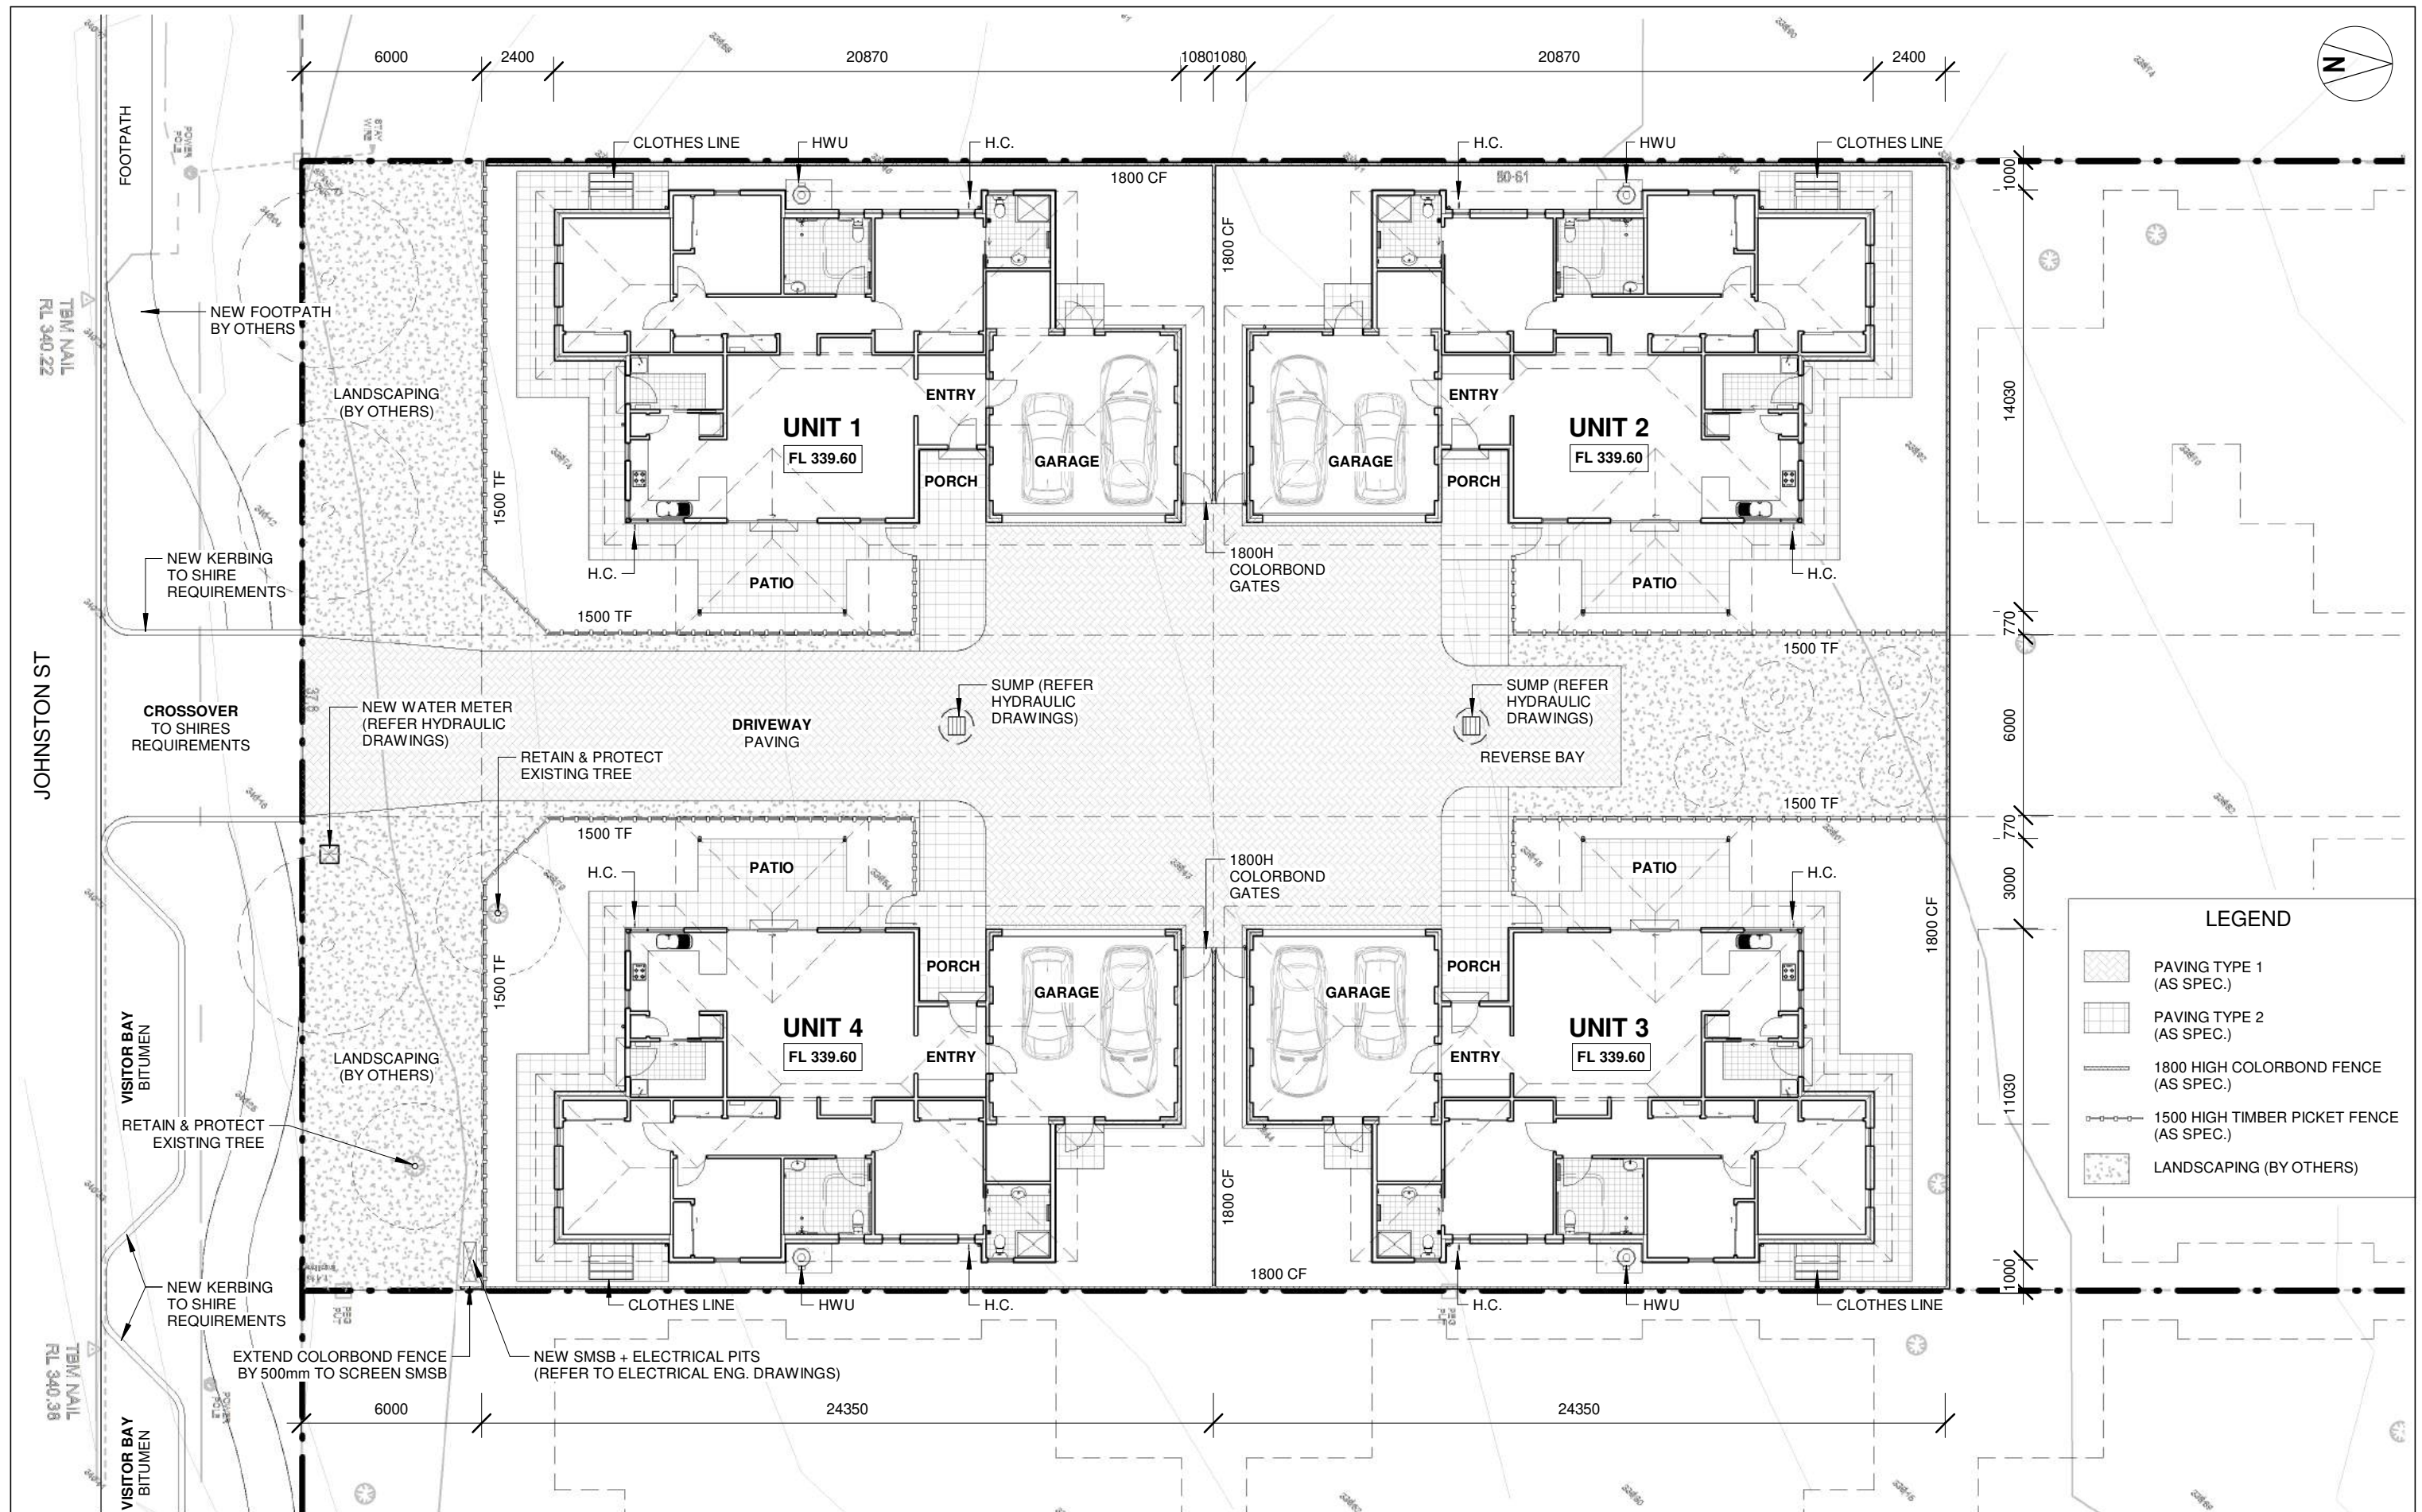 6000
2400
20870
1080
1080
20870
2400
N
FOOTPATH
POWER
POLE
STAY
WIRE
CLOTHES LINE
HWU
H.C.
H.C.
HWU
CLOTHES LINE
1800 CF
1800 CF
1000
NEW FOOTPATH
BY OTHERS
TBM NAIL
RL 340.22
LANDSCAPING
(BY OTHERS)
ENTRY
UNIT 1
FL 339.60
GARAGE
PORCH
ENTRY
UNIT 2
FL 339.60
GARAGE
PORCH
14030
1500 TF
NEW KERBING
TO SHIRE
REQUIREMENTS
H.C.
PATIO
1800H
COLORBOND
GATES
PATIO
H.C.
1500 TF
770
1500 TF
JOHNSTON ST
CROSSOVER
TO SHIRES
REQUIREMENTS
NEW WATER METER
(REFER HYDRAULIC
DRAWINGS)
DRIVEWAY
PAVING
SUMP (REFER
HYDRAULIC
DRAWINGS)
SUMP (REFER
HYDRAULIC
DRAWINGS)
REVERSE BAY
6000
RETAIN & PROTECT
EXISTING TREE
1500 TF
1500 TF
770
H.C.
PATIO
1800H
COLORBOND
GATES
PATIO
H.C.
3000
1800 CF
1500 TF
PORCH
GARAGE
UNIT 4
FL 339.60
ENTRY
PORCH
GARAGE
UNIT 3
FL 339.60
ENTRY
LEGEND
PAVING TYPE 1
(AS SPEC.)
PAVING TYPE 2
(AS SPEC.)
1800 HIGH COLORBOND FENCE
(AS SPEC.)
1500 HIGH TIMBER PICKET FENCE
(AS SPEC.)
LANDSCAPING (BY OTHERS)
VISITOR BAY
BITUMEN
LANDSCAPING
(BY OTHERS)
RETAIN & PROTECT
EXISTING TREE
11030
1800 CF
1800 CF
1000
NEW KERBING
TO SHIRE
REQUIREMENTS
CLOTHES LINE
HWU
H.C.
H.C.
HWU
CLOTHES LINE
EXTEND COLORBOND FENCE
BY 500mm TO SCREEN SMSB
NEW SMSB + ELECTRICAL PITS
(REFER TO ELECTRICAL ENG. DRAWINGS)
TBM NAIL
RL 340.36
POWER
POLE
VISITOR BAY
BITUMEN
6000
24350
24350